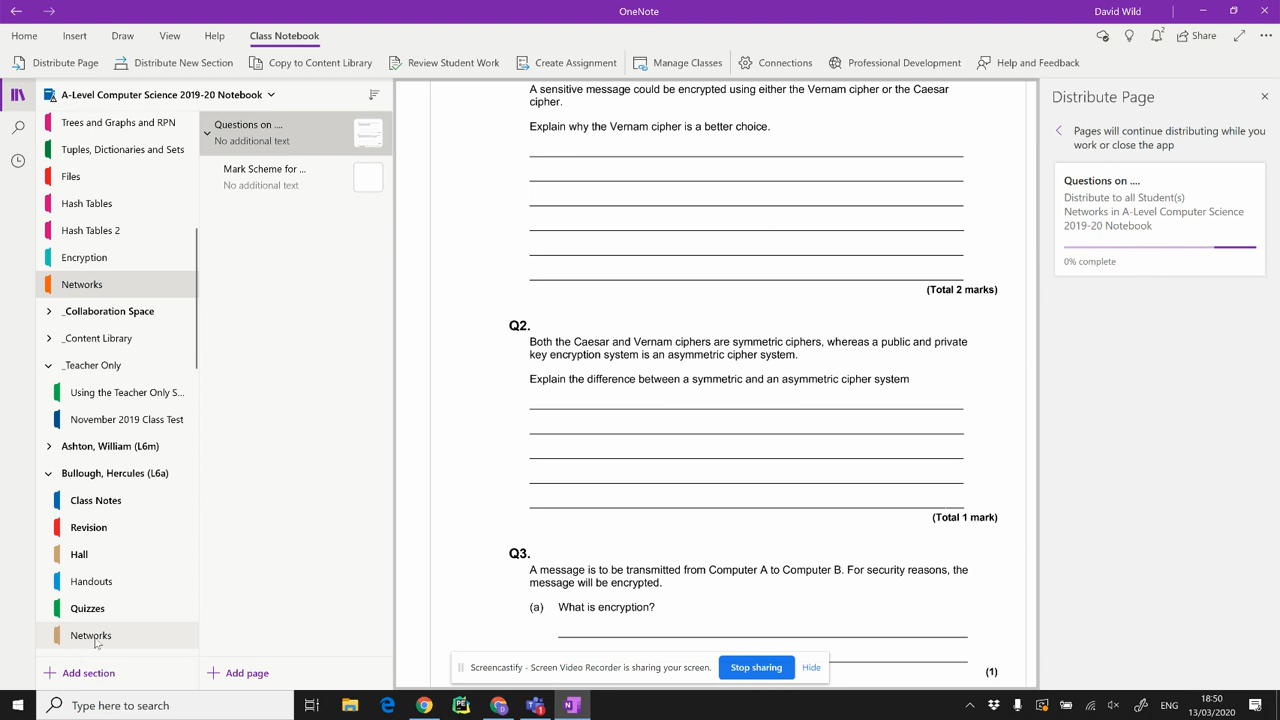 OneNote
David Wild
Home Insert Draw View Help Class Notebook
Share
Distribute Page Distribute New Section Copy to Content Library Review Student Work Create Assignment Manage Classes Connections Professional Development Help and Feedback
A-Level Computer Science 2019-20 Notebook
Trees and Graphs and RPN
Tuples, Dictionaries and Sets
Files
Hash Tables
Hash Tables 2
Encryption
Networks
_Collaboration Space
_Content Library
_Teacher Only
Using the Teacher Only S...
November 2019 Class Test
Ashton, William (L6m)
Bullough, Hercules (L6a)
Class Notes
Revision
Hall
Handouts
Quizzes
Networks
Add section
Questions on ....
No additional text
Mark Scheme for ...
No additional text
Add page
A sensitive message could be encrypted using either the Vernam cipher or the Caesar
cipher.
Explain why the Vernam cipher is a better choice.
(Total 2 marks)
Q2.
Both the Caesar and Vernam ciphers are symmetric ciphers, whereas a public and private
key encryption system is an asymmetric cipher system.
Explain the difference between a symmetric and an asymmetric cipher system
(Total 1 mark)
Q3.
A message is to be transmitted from Computer A to Computer B. For security reasons, the
message will be encrypted.
(a) What is encryption?
(1)
Screencastify - Screen Video Recorder is sharing your screen. Stop sharing Hide
Distribute Page
Pages will continue distributing while you
work or close the app
Questions on ....
Distribute to all Student(s)
Networks in A-Level Computer Science
2019-20 Notebook
0% complete
Type here to search
ENG
18:50
13/03/2020